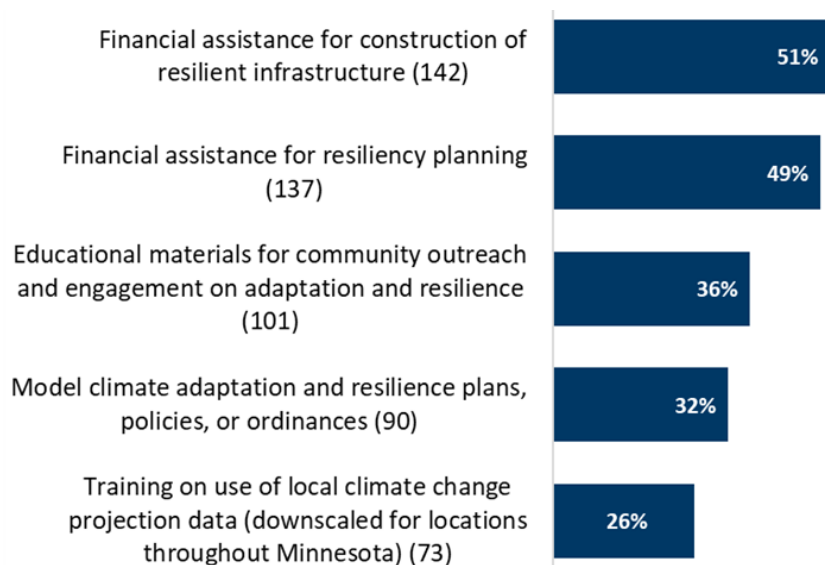 Financial assistance for construction of
resilient infrastructure (142)
51%
Financial assistance for resiliency planning
(137)
49%
Educational materials for community outreach
and engagement on adaptation and resilience
(101)
36%
Model climate adaptation and resilience plans,
policies, or ordinances (90)
32%
Training on use of local climate change
projection data (downscaled for locations
throughout Minnesota) (73)
26%